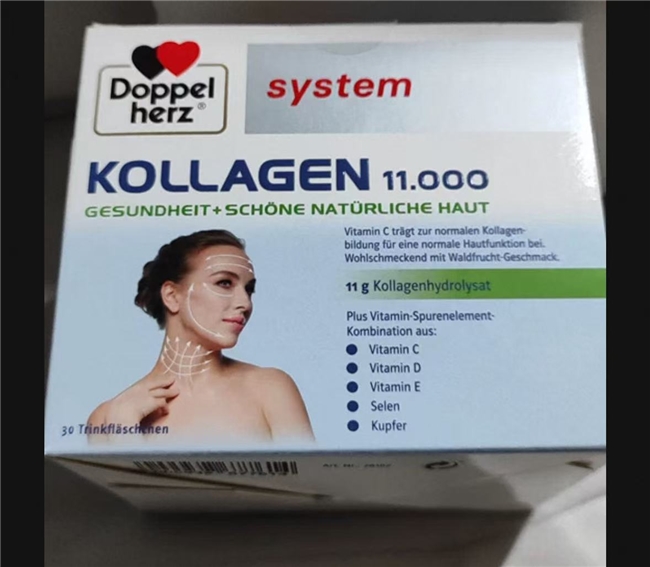 Doppel
herz®
system
KOLLAGEN 11.000
GESUNDHEIT+SCHÖNE NATÜRLICHE HAUT
Vitamin C trägt zur normalen Kollagen-
bildung für eine normale Hautfunktion bei.
Wohlschmeckend mit Waldfrucht-Geschmack.
11 g Kollagenhydrolysat
Plus Vitamin-Spurenelement-
Kombination aus:
Vitamin C
Vitamin D
Vitamin E
Selen
Kupfer
30 Trinkfläschchen